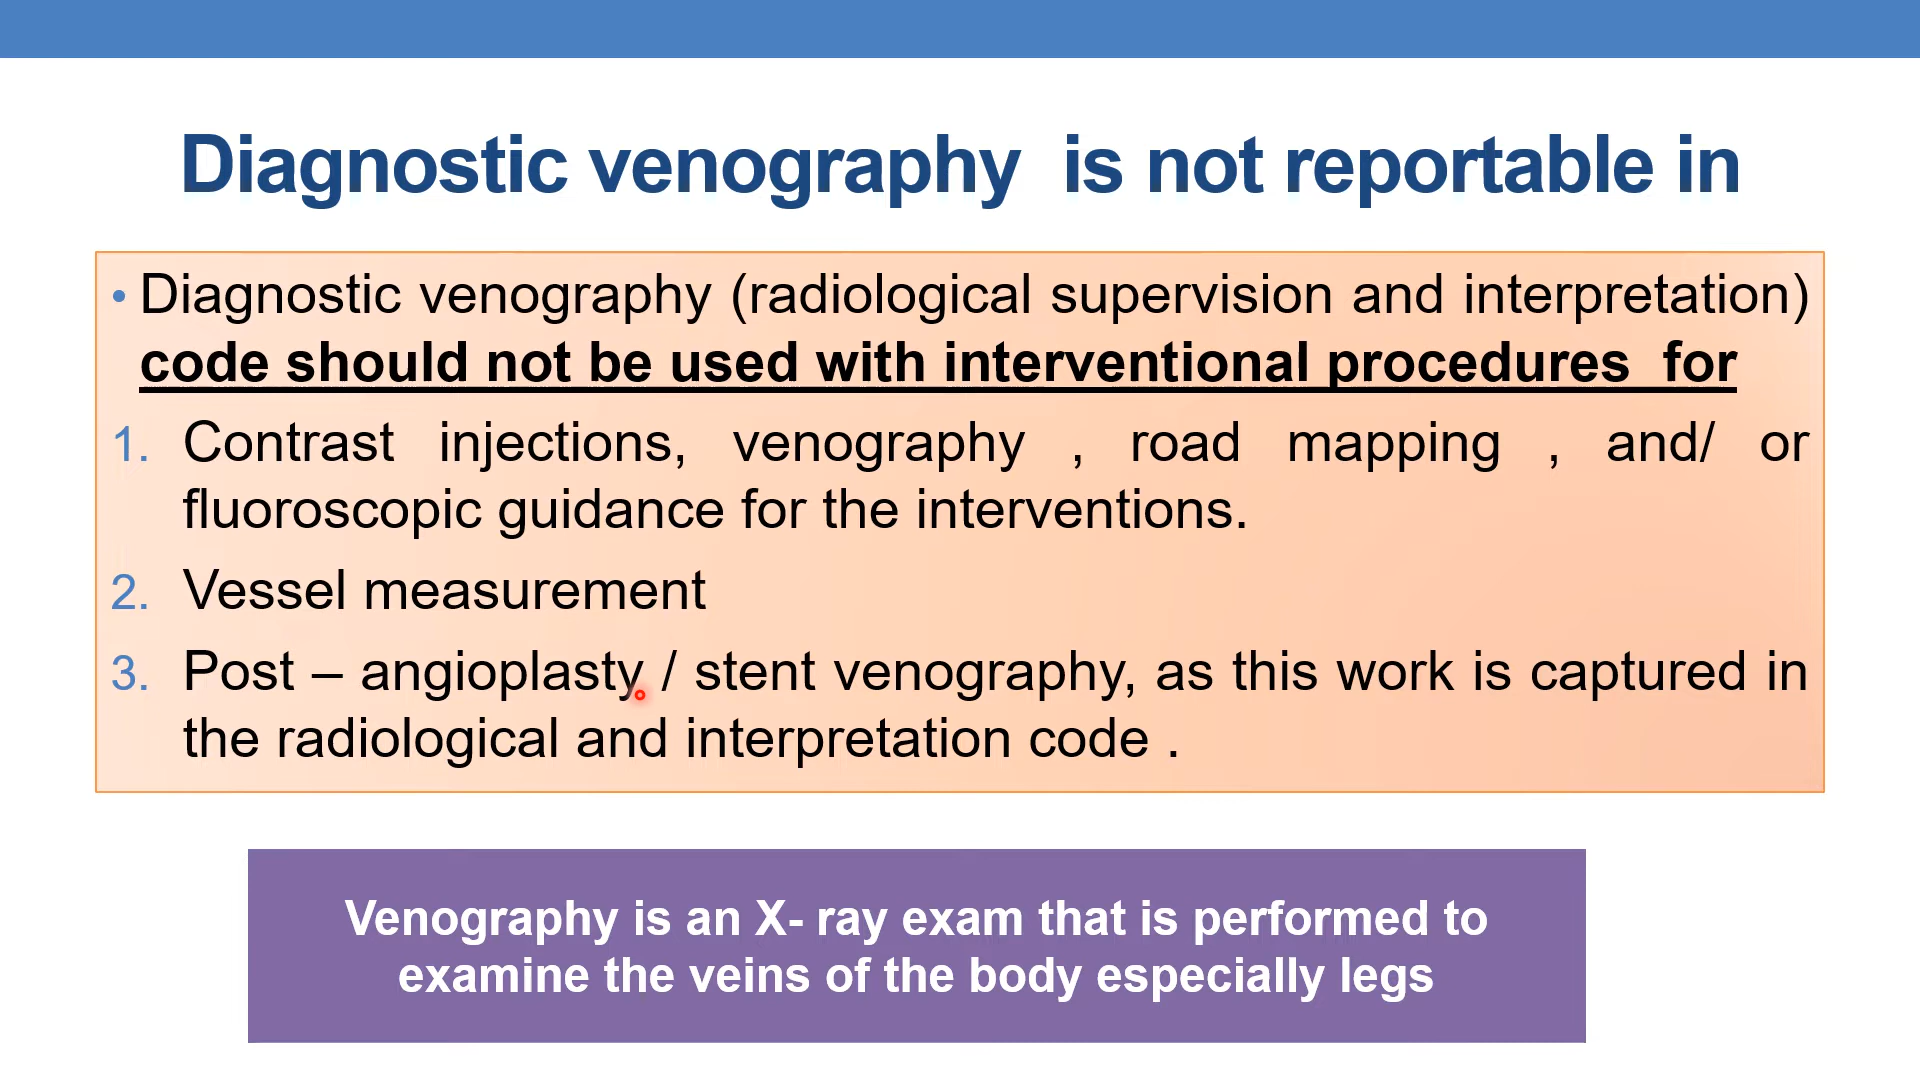 Diagnostic venography  is not reportable in
• Diagnostic venography (radiological supervision and interpretation)
code should not be used with interventional procedures  for
1. Contrast injections, venography , road mapping , and/ or
fluoroscopic guidance for the interventions.
2. Vessel measurement
3. Post – angioplasty / stent venography, as this work is captured in
the radiological and interpretation code .
Venography is an X- ray exam that is performed to
examine the veins of the body especially legs